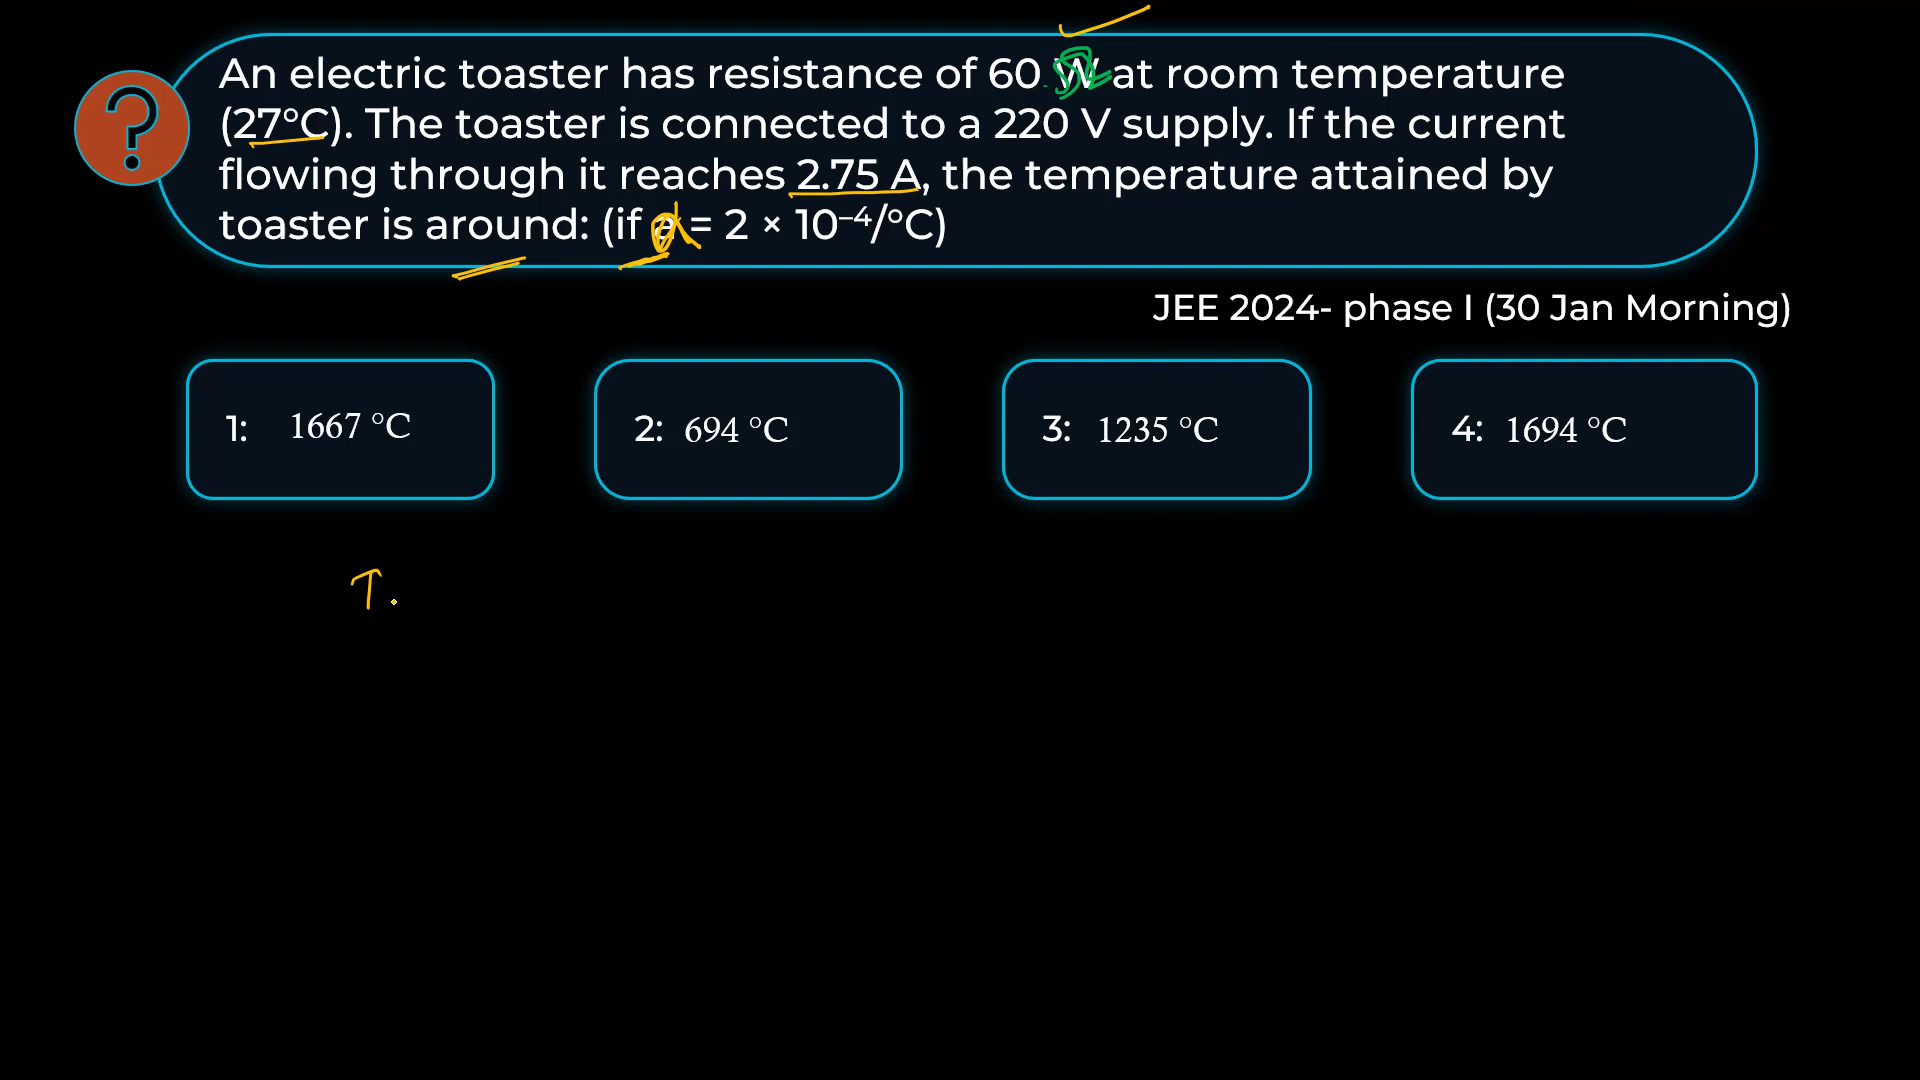 An electric toaster has resistance of 60 Ω at room temperature
(27°C). The toaster is connected to a 220 V supply. If the current
flowing through it reaches 2.75 A, the temperature attained by
toaster is around: (if α = 2 × 10⁻⁴/°C)
JEE 2024- phase I (30 Jan Morning)
1: 1667 °C
2: 694 °C
3: 1235 °C
4: 1694 °C
T.